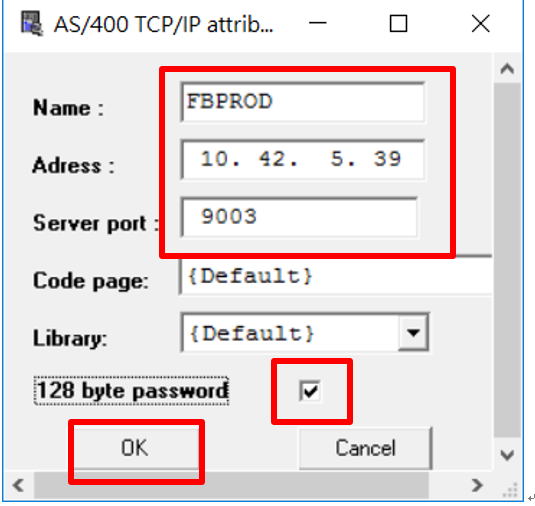 AS/400 TCP/IP attrib...
Name :
FBPROD
Adress :
10. 42. 5. 39
Server port :
9003
Code page:
{Default}
Library:
{Default}
128 byte password
OK
Cancel